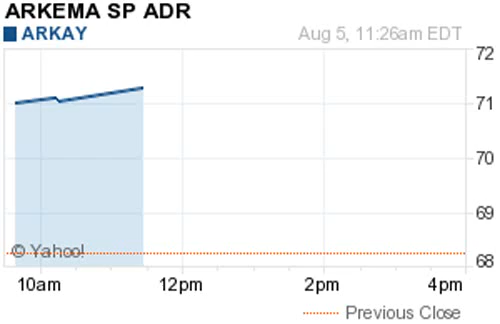 ARKEMA SP ADR
ARKAY Aug 5, 11:26am EDT
72
71
70
69
68
© Yahoo!
10am 12pm 2pm 4pm
Previous Close